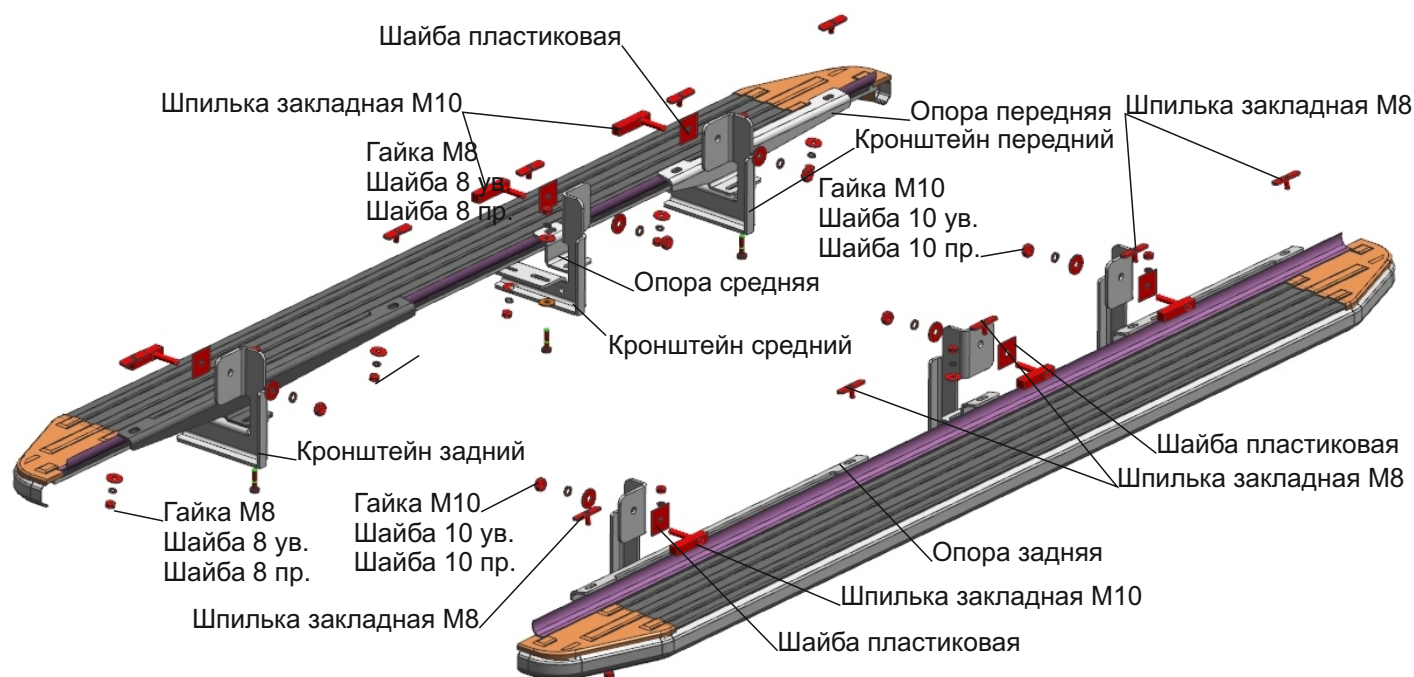 Шайба пластиковая
Шпилька закладная М10
Гайка М8
Шайба 8 ув.
Шайба 8 пр.
Опора передняя
Кронштейн передний
Шпилька закладная М8
Гайка М10
Шайба 10 ув.
Шайба 10 пр.
Опора средняя
Кронштейн средний
Кронштейн задний
Гайка М8
Шайба 8 ув.
Шайба 8 пр.
Гайка М10
Шайба 10 ув.
Шайба 10 пр.
Шпилька закладная М8
Шайба пластиковая
Шпилька закладная М8
Опора задняя
Шпилька закладная М10
Шайба пластиковая